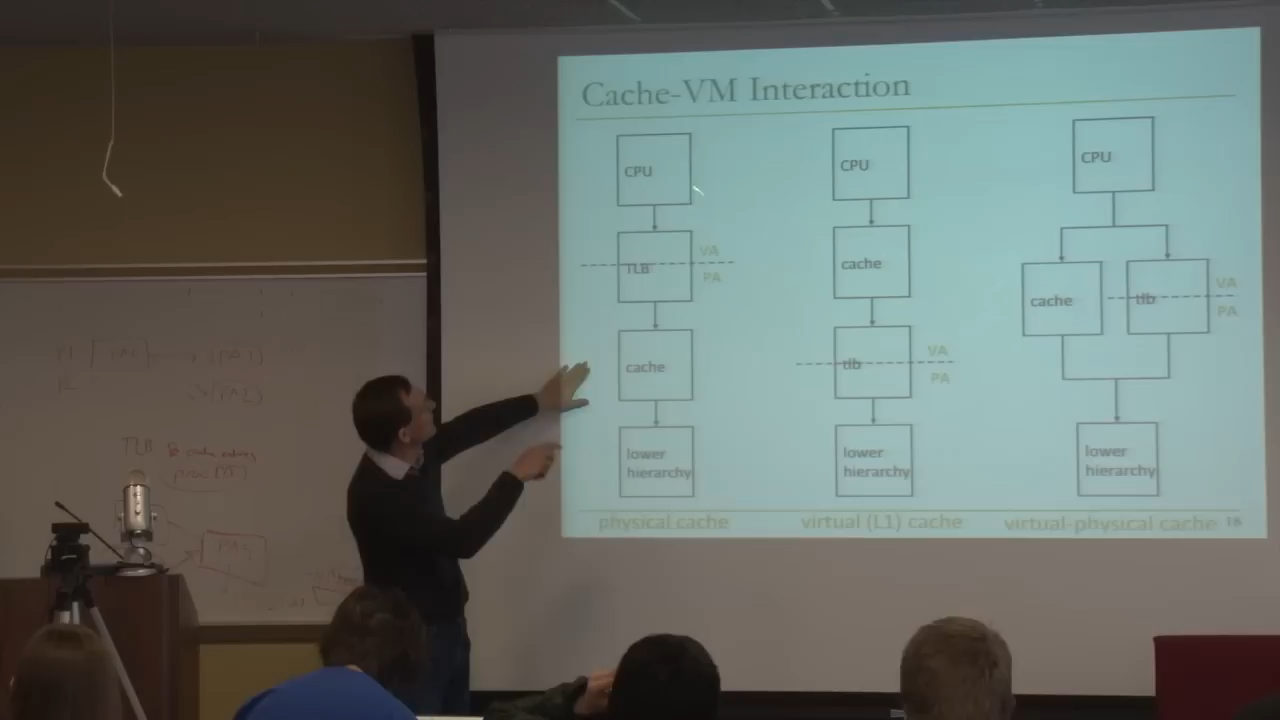 Cache-VM Interaction
CPU
TLB
VA
PA
cache
lower
hierarchy
physical cache
CPU
cache
tlb
VA
PA
lower
hierarchy
virtual (L1) cache
CPU
cache
tlb
VA
PA
lower
hierarchy
virtual-physical cache
18
TLB